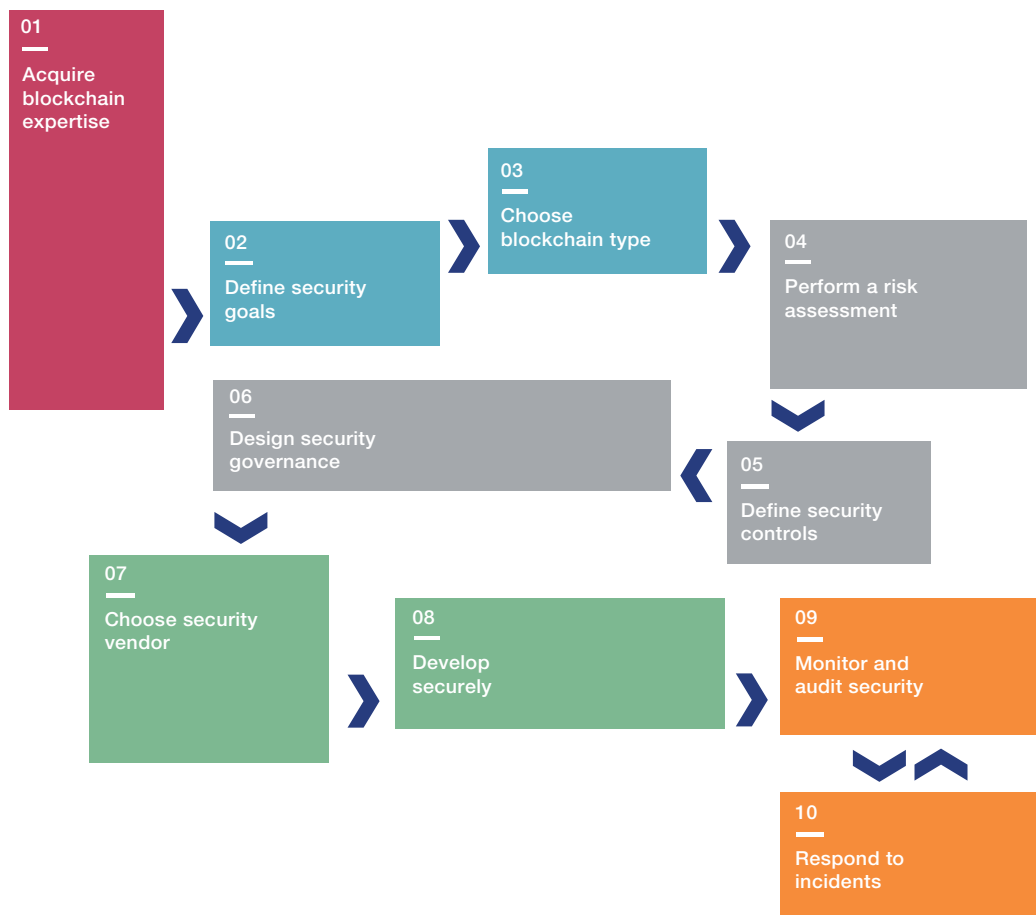 01
Acquire
blockchain
expertise
02
Define security
goals
03
Choose
blockchain type
04
Perform a risk
assessment
05
Define security
controls
06
Design security
governance
07
Choose security
vendor
08
Develop
securely
09
Monitor and
audit security
10
Respond to
incidents